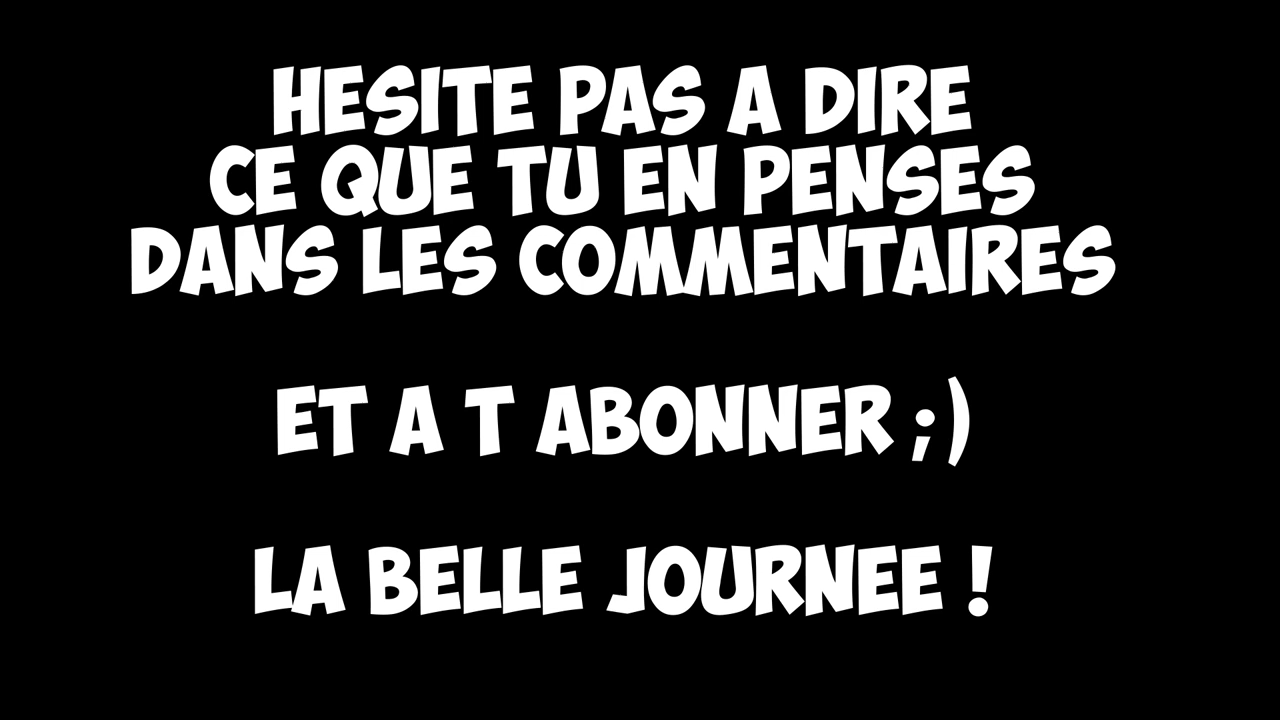 HESITE PAS A DIRE
CE QUE TU EN PENSES
DANS LES COMMENTAIRES
ET A T ABONNER ;)
LA BELLE JOURNEE !